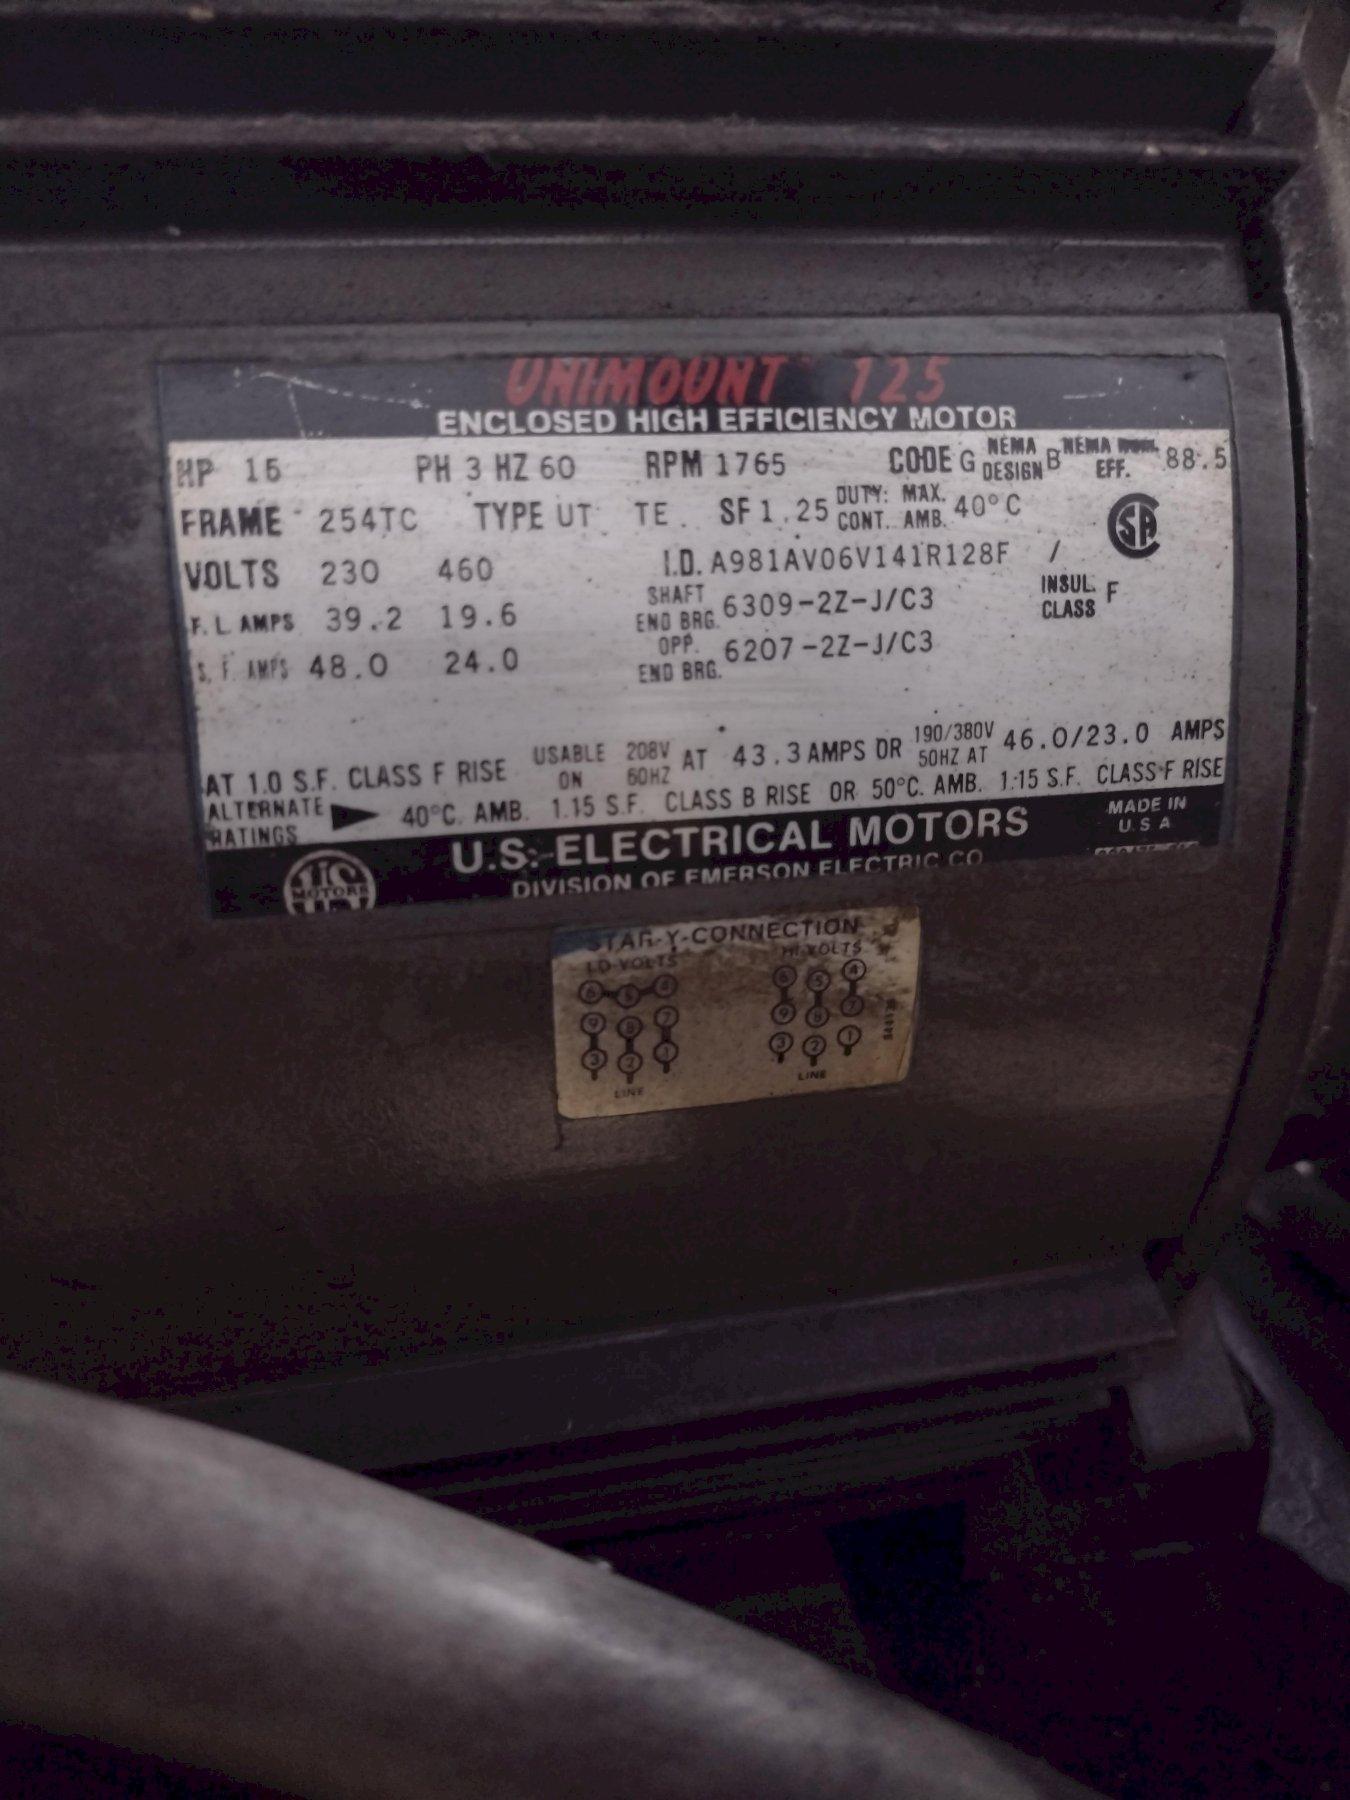 UNIMOUNT 125
ENCLOSED HIGH EFFICIENCY MOTOR
HP 15 PH 3 HZ 60 RPM 1765 CODE G NEMA DESIGN B NEMA NOM. EFF. 88.5
FRAME 254TC TYPE UT TE SF 1.25 DUTY: CONT. MAX. AMB. 40°C
SA
VOLTS 230 460 I.D. A981AV06V141R128F /
F.L. AMPS 39.2 19.6 SHAFT END BRG. 6309-2Z-J/C3 INSUL. CLASS F
S.F. AMPS 48.0 24.0 OPP. END BRG. 6207-2Z-J/C3
AT 1.0 S.F. CLASS F RISE USABLE ON 208V 60HZ AT 43.3 AMPS OR 190/380V 50HZ AT 46.0/23.0 AMPS
ALTERNATE RATINGS 40°C. AMB. 1.15 S.F. CLASS B RISE OR 50°C. AMB. 1.15 S.F. CLASS F RISE
US MOTORS
U.S. ELECTRICAL MOTORS
DIVISION OF EMERSON ELECTRIC CO
MADE IN
U.S A
STAR-Y-CONNECTION
LO-VOLTS HI-VOLTS
6 5 4 6 5 4
9 8 7 9 8 7
3 2 1 3 2 1
LINE LINE